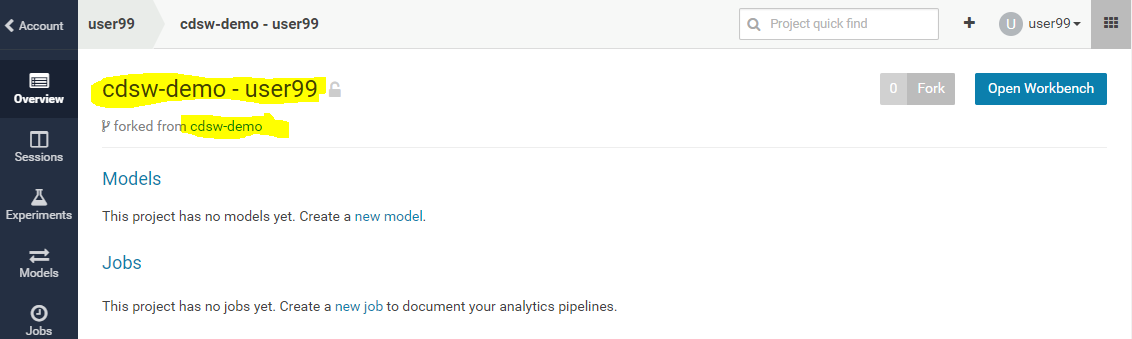 Account
user99
cdsw-demo - user99
Project quick find
U
user99
Overview
Sessions
Experiments
Models
Jobs
cdsw-demo - user99
0 Fork
Open Workbench
forked from cdsw-demo
Models
This project has no models yet. Create a new model.
Jobs
This project has no jobs yet. Create a new job to document your analytics pipelines.